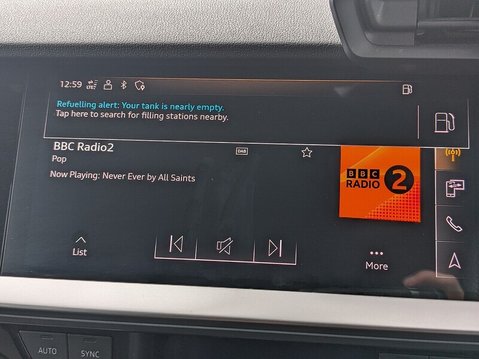 12:59
Refuelling alert: Your tank is nearly empty.
Tap here to search for filling stations nearby.
BBC Radio2
DAB
Pop
Now Playing: Never Ever by All Saints
BBC
RADIO 2
List
More
AUTO
SYNC